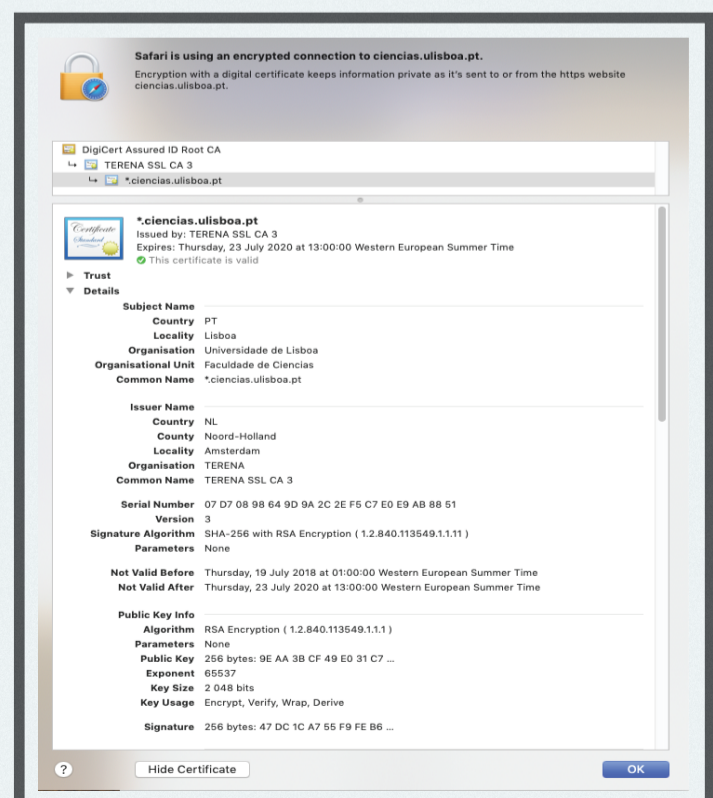 Safari is using an encrypted connection to ciencias.ulisboa.pt.
Encryption with a digital certificate keeps information private as it's sent to or from the https website
ciencias.ulisboa.pt.
DigiCert Assured ID Root CA
TERENA SSL CA 3
*.ciencias.ulisboa.pt
Certificate
Standard
*.ciencias.ulisboa.pt
Issued by: TERENA SSL CA 3
Expires: Thursday, 23 July 2020 at 13:00:00 Western European Summer Time
This certificate is valid
Trust
Details
Subject Name
Country PT
Locality Lisboa
Organisation Universidade de Lisboa
Organisational Unit Faculdade de Ciencias
Common Name *.ciencias.ulisboa.pt
Issuer Name
Country NL
County Noord-Holland
Locality Amsterdam
Organisation TERENA
Common Name TERENA SSL CA 3
Serial Number 07 D7 08 98 64 9D 9A 2C 2E F5 C7 E0 E9 AB 88 51
Version 3
Signature Algorithm SHA-256 with RSA Encryption ( 1.2.840.113549.1.1.11 )
Parameters None
Not Valid Before Thursday, 19 July 2018 at 01:00:00 Western European Summer Time
Not Valid After Thursday, 23 July 2020 at 13:00:00 Western European Summer Time
Public Key Info
Algorithm RSA Encryption ( 1.2.840.113549.1.1.1 )
Parameters None
Public Key 256 bytes: 9E AA 3B CF 49 E0 31 C7 ...
Exponent 65537
Key Size 2 048 bits
Key Usage Encrypt, Verify, Wrap, Derive
Signature 256 bytes: 47 DC 1C A7 55 F9 FE B6 ...
? Hide Certificate OK